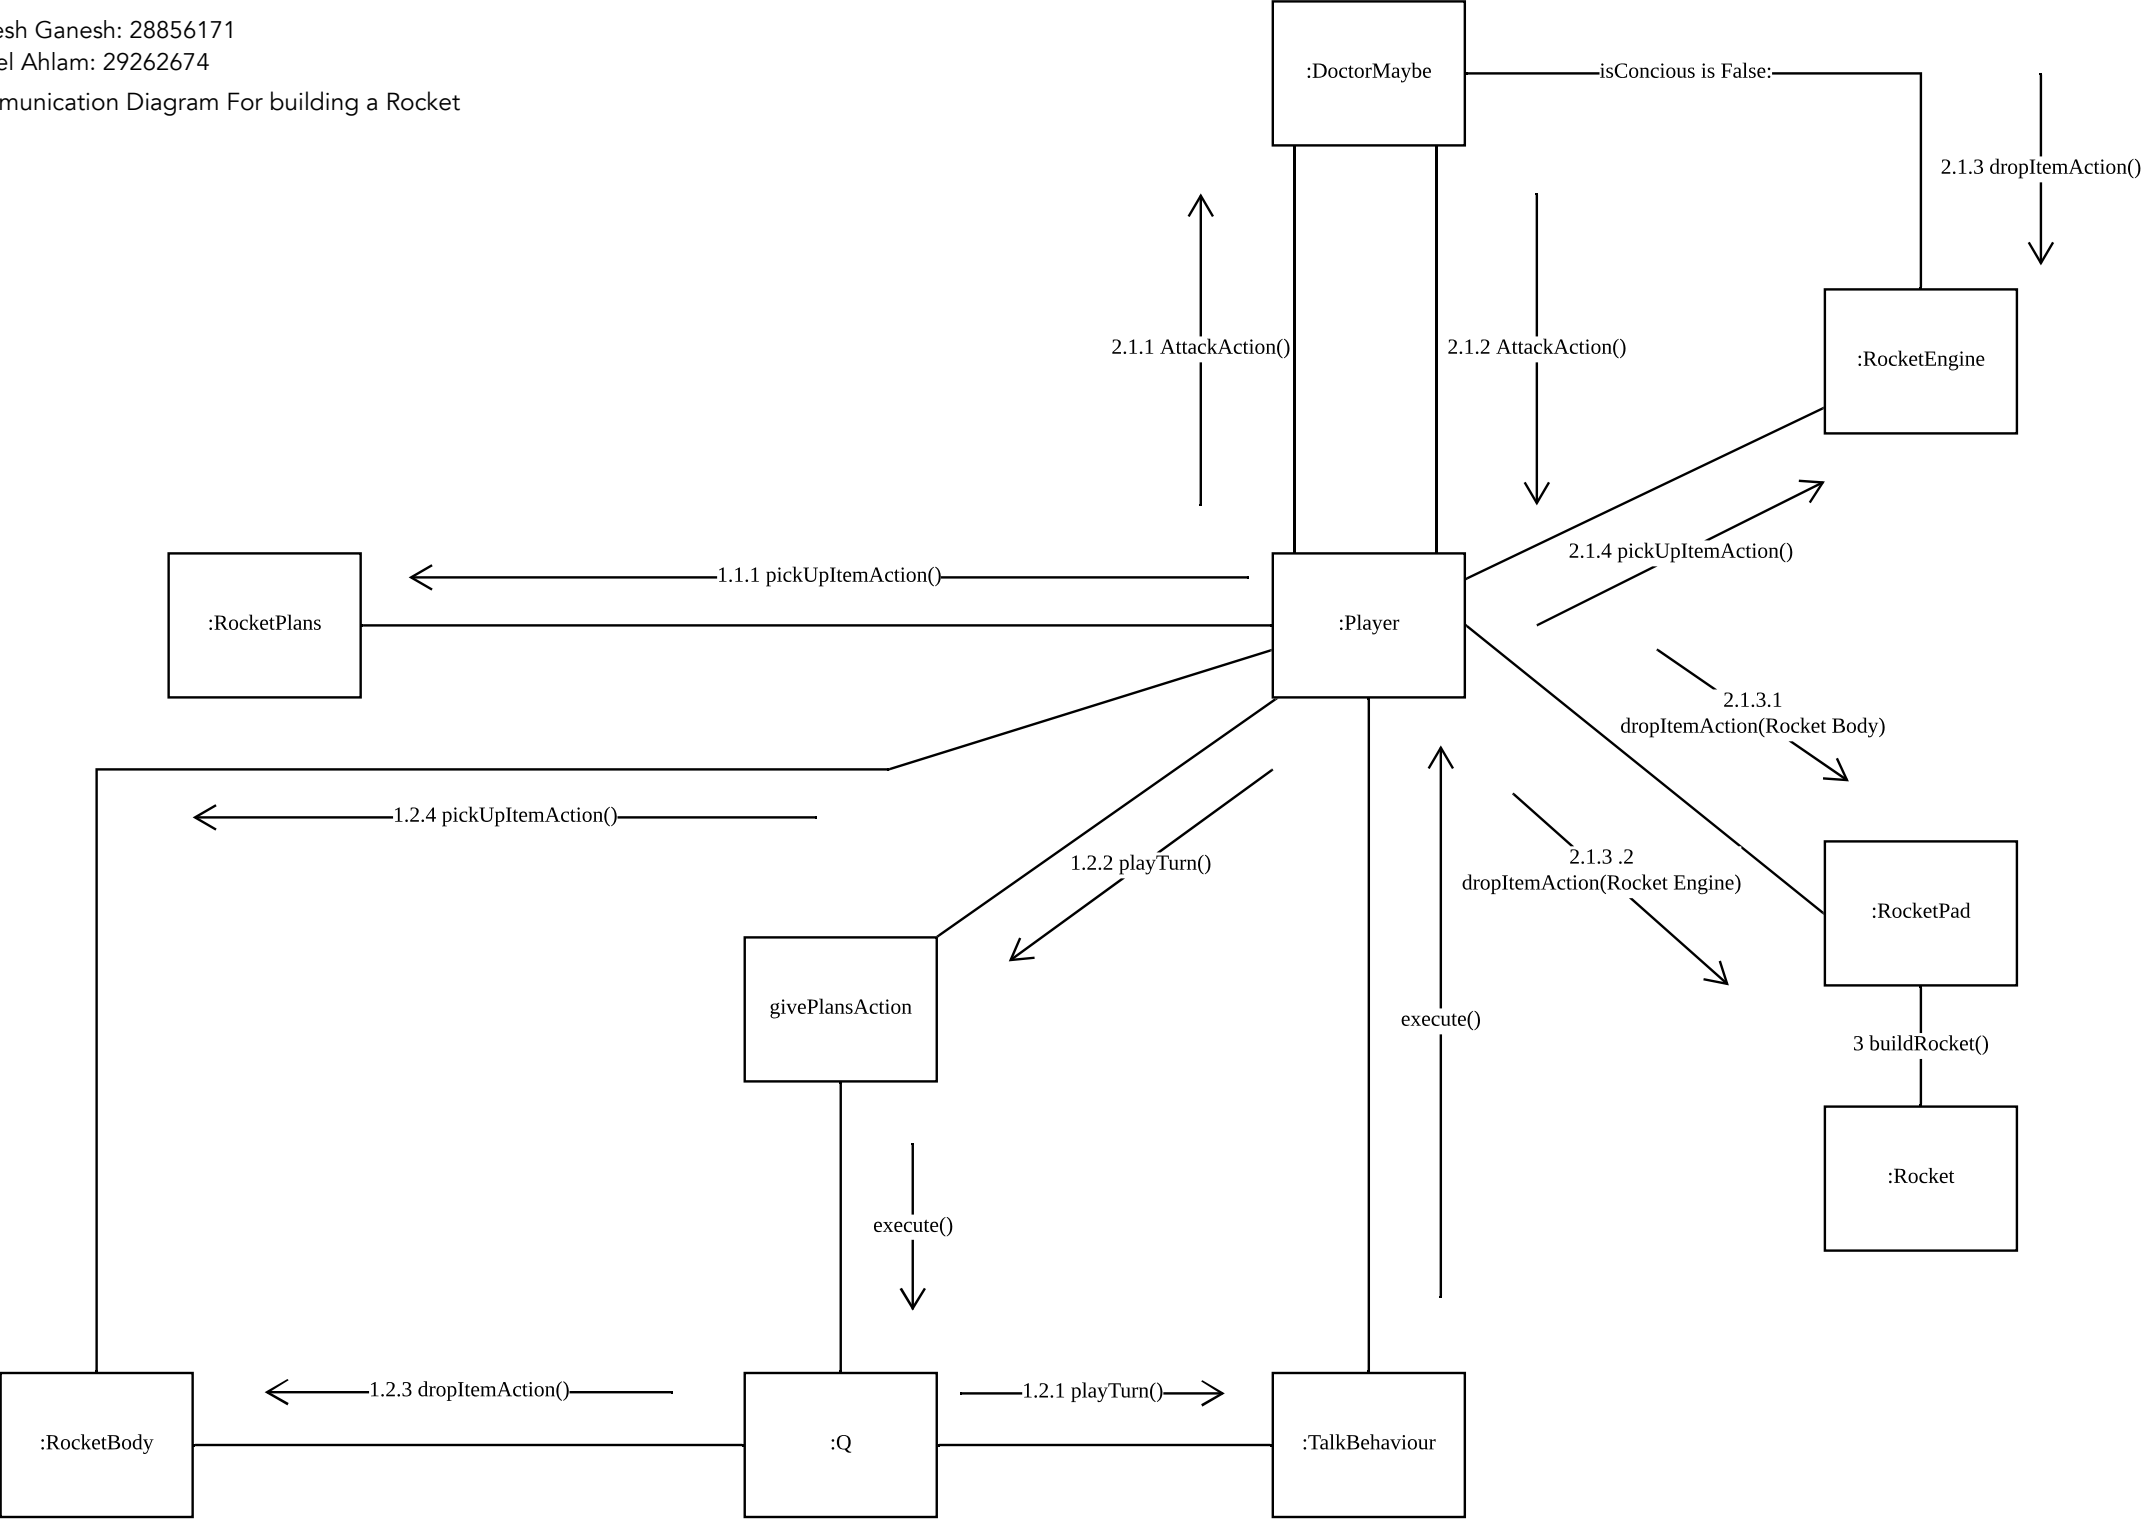 esh Ganesh: 28856171
el Ahlam: 29262674
munication Diagram For building a Rocket
:DoctorMaybe
isConcious is False:
2.1.3 dropItemAction()
2.1.1 AttackAction()
2.1.2 AttackAction()
:RocketEngine
2.1.4 pickUpItemAction()
1.1.1 pickUpItemAction()
:RocketPlans
:Player
2.1.3.1
dropItemAction(Rocket Body)
1.2.4 pickUpItemAction()
1.2.2 playTurn()
2.1.3 .2
dropItemAction(Rocket Engine)
:RocketPad
givePlansAction
execute()
3 buildRocket()
:Rocket
execute()
1.2.3 dropItemAction()
1.2.1 playTurn()
:RocketBody
:Q
:TalkBehaviour